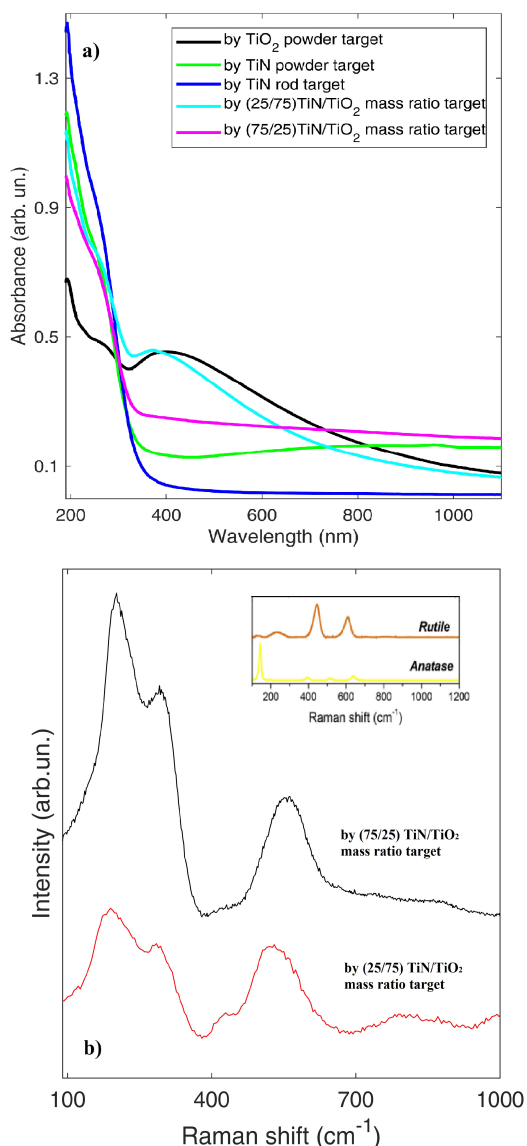 a)
by TiO2 powder target
by TiN powder target
by TiN rod target
by (25/75)TiN/TiO2 mass ratio target
by (75/25)TiN/TiO2 mass ratio target
Absorbance (arb. un.)
1.3
0.9
0.5
0.1
200 400 600 800 1000
Wavelength (nm)
Rutile
Anatase
200 400 600 800 1000 1200
Raman shift (cm-1)
Intensity (arb.un.)
by (75/25) TiN/TiO2
mass ratio target
by (25/75) TiN/TiO2
mass ratio target
b)
100 400 700 1000
Raman shift (cm-1)